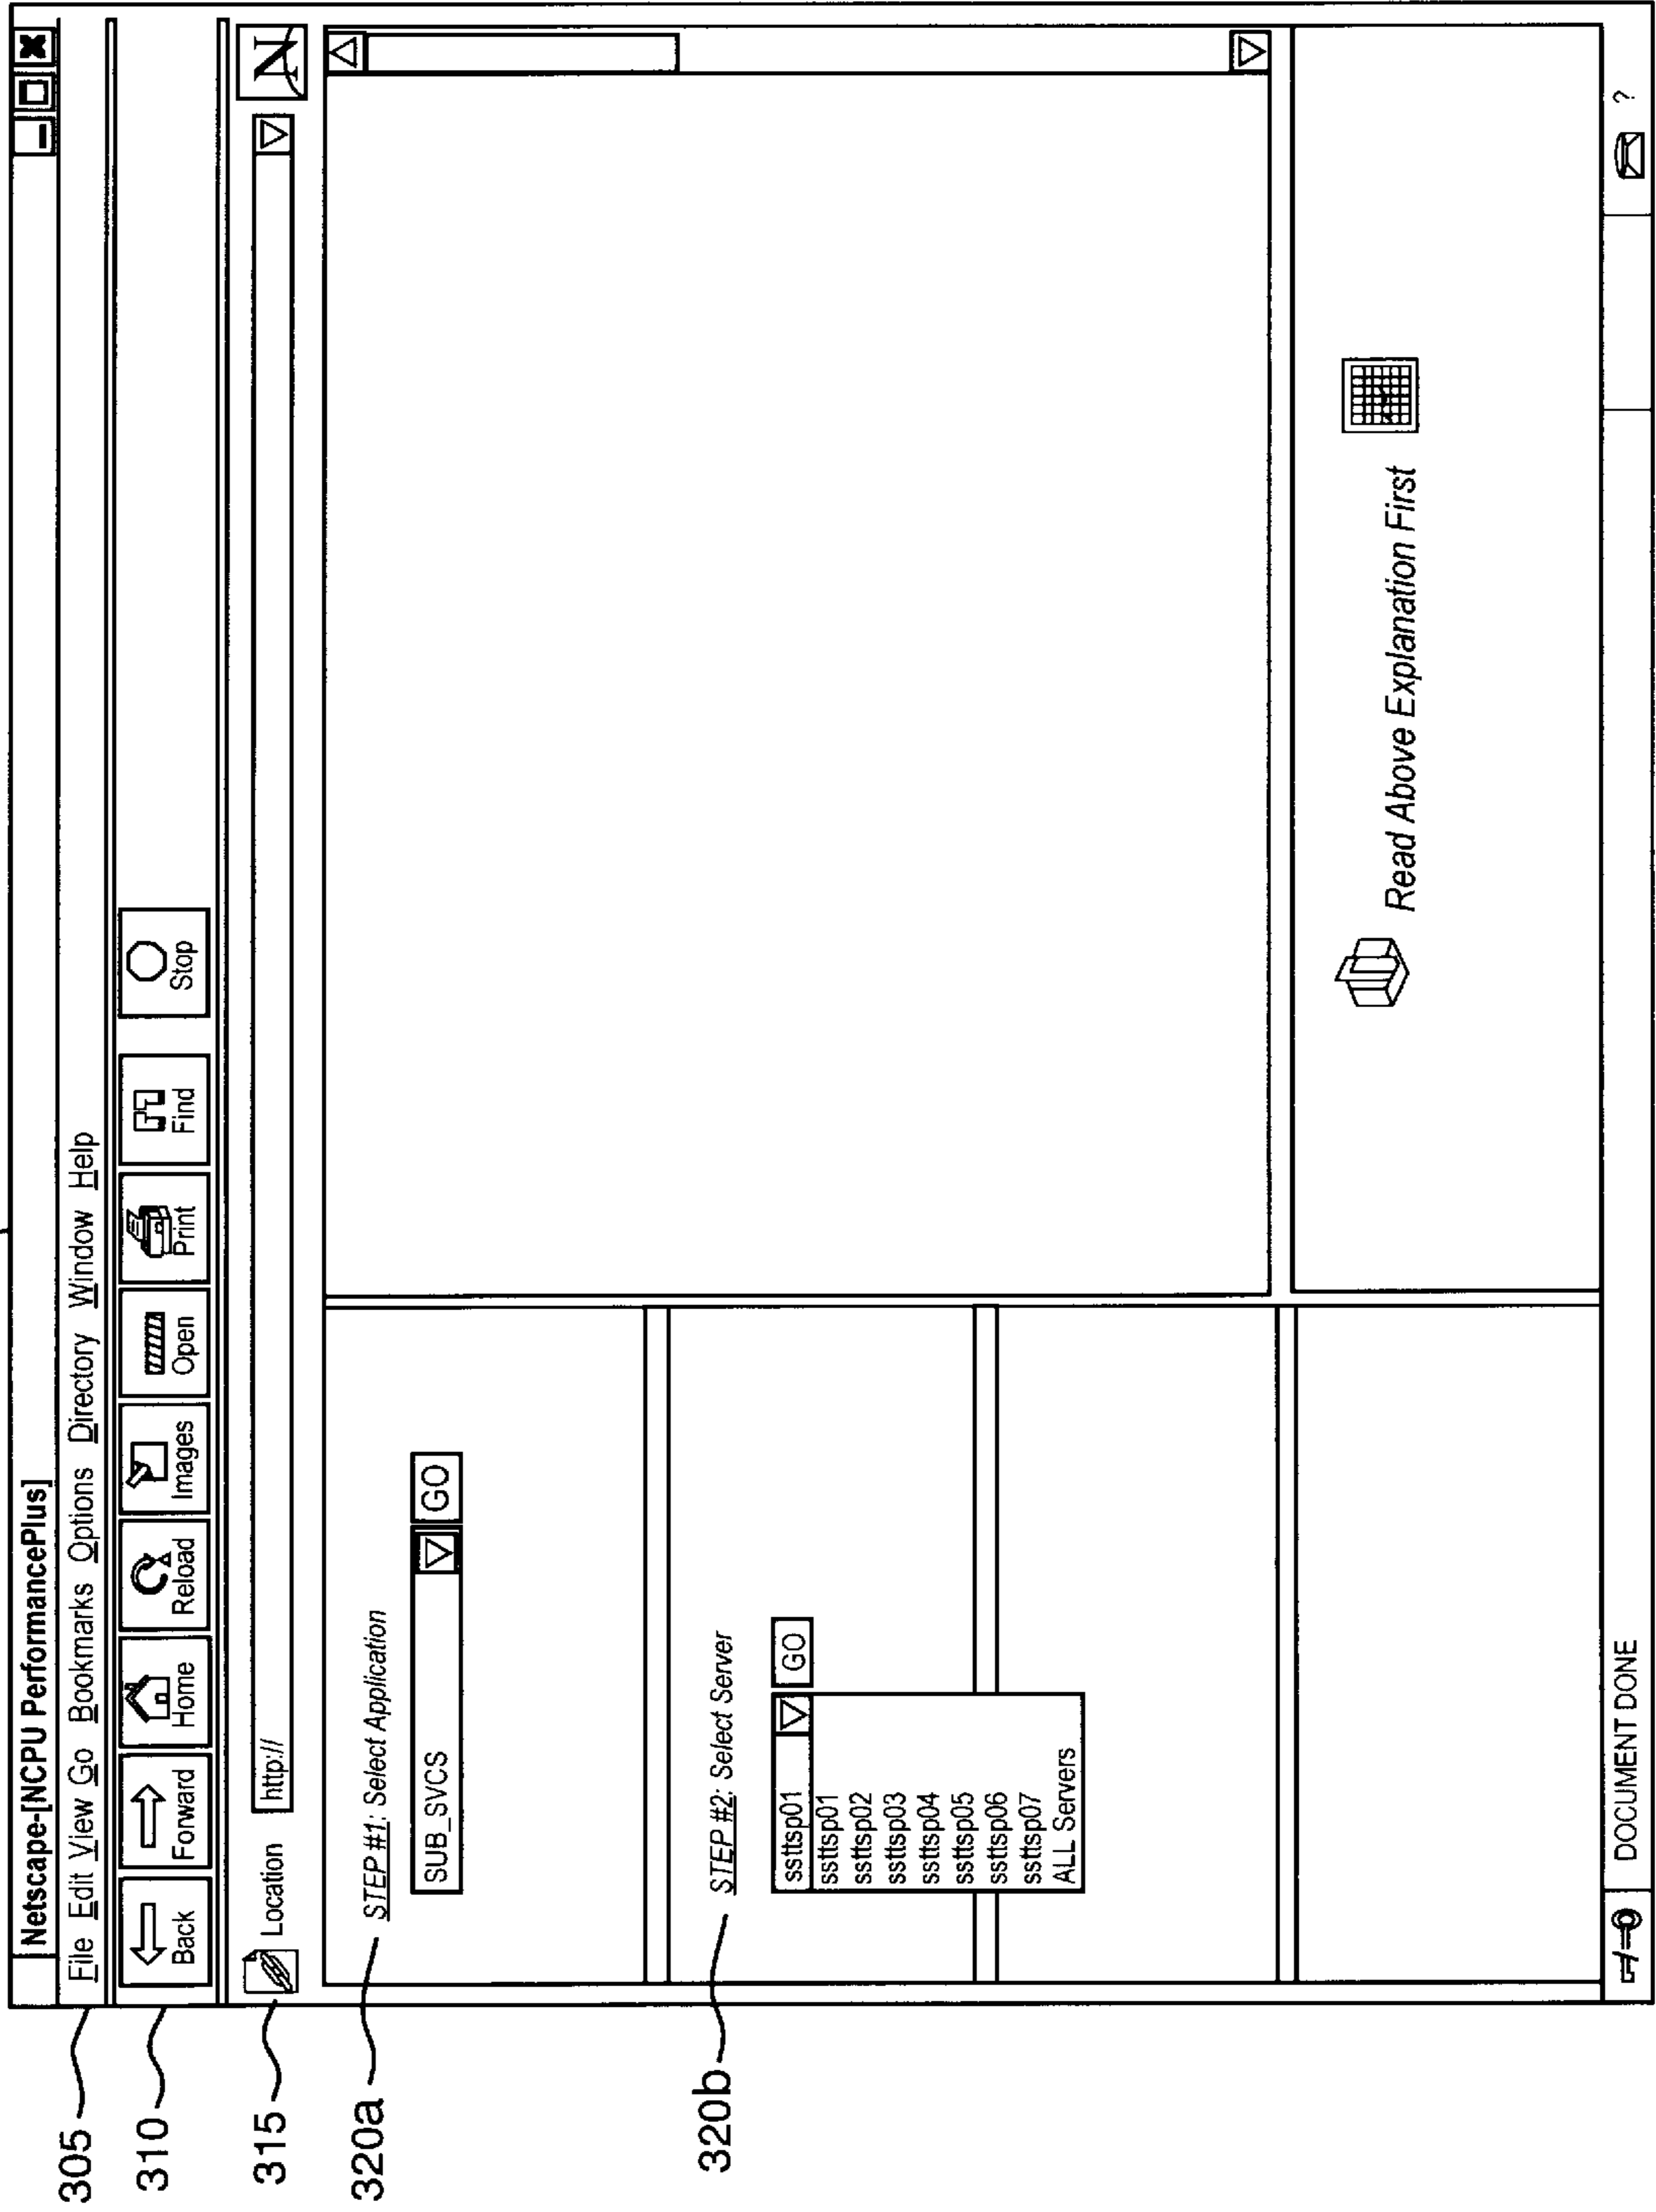 Netscape-[NCPU PerformancePlus]
305
File Edit View Go Bookmarks Options Directory Window Help
310
Back Forward Home Reload Images Open Print Find Stop
315
Location http:// N
320a
STEP #1: Select Application
SUB_SVCS GO
320b
STEP #2: Select Server
ssttsp01 GO
ssttsp01
ssttsp02
ssttsp03
ssttsp04
ssttsp05
ssttsp06
ssttsp07
ALL Servers
Read Above Explanation First
DOCUMENT DONE ?